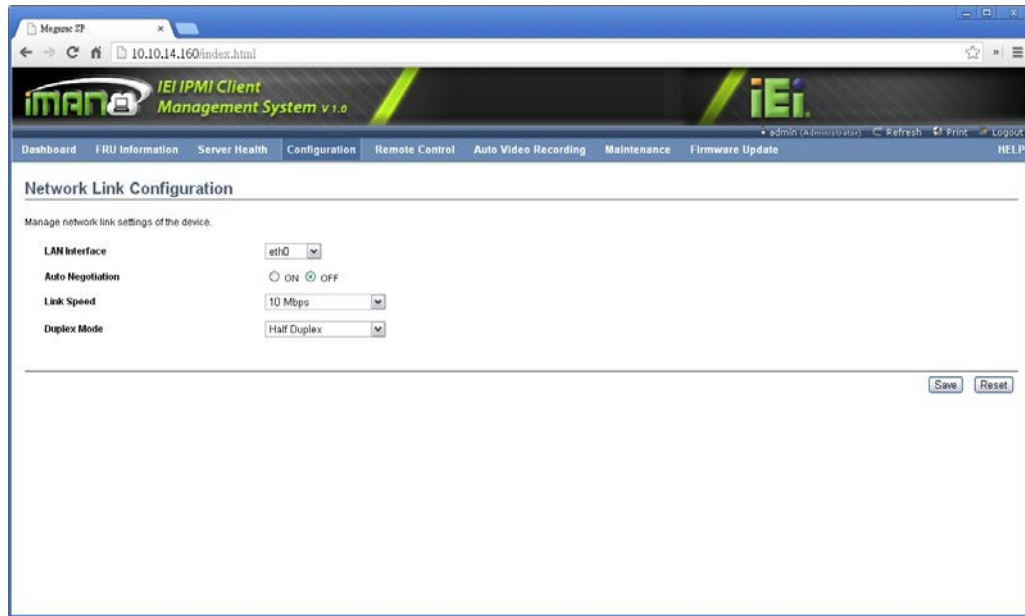 Megarac SP
10.10.14.160/index.html
iMAN
IEI IPMI Client
Management System v 1.0
iEi
admin (Administrator) Refresh Print Logout
Dashboard FRU Information Server Health Configuration Remote Control Auto Video Recording Maintenance Firmware Update HELP
Network Link Configuration
Manage network link settings of the device.
LAN Interface eth0
Auto Negotiation ON OFF
Link Speed 10 Mbps
Duplex Mode Half Duplex
Save Reset